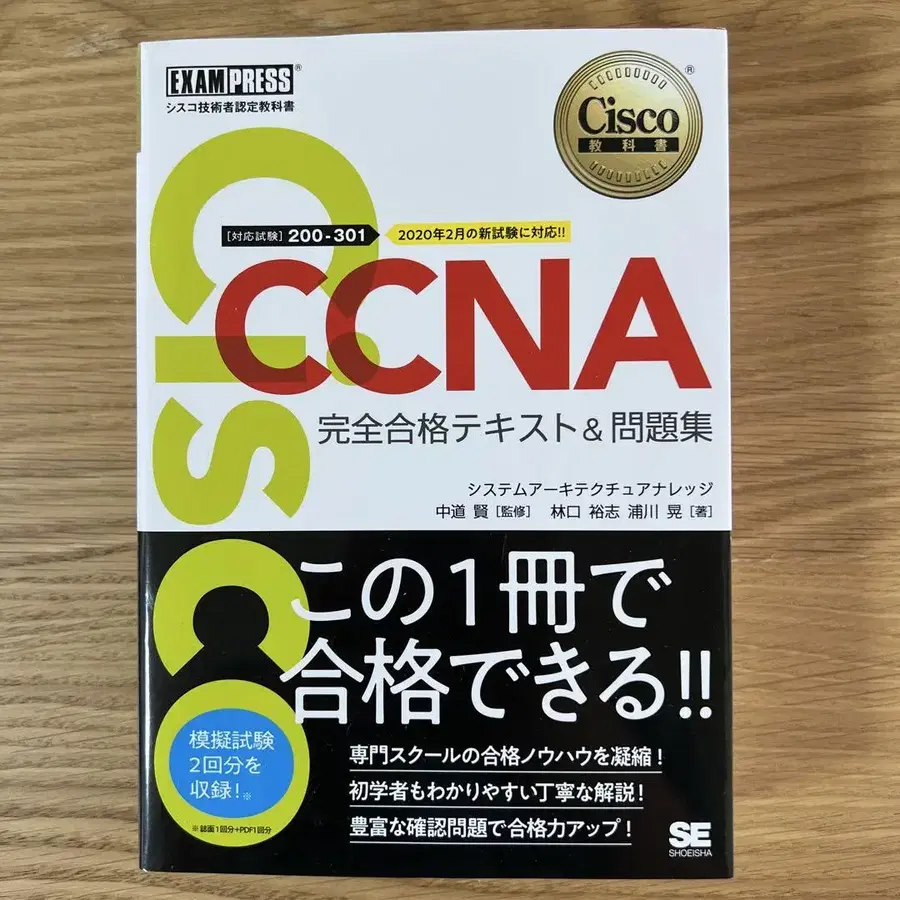 EXAMPRESS®
シスコ技術者認定教科書
Cisco
教科書
®
Cisco
[対応試験] 200-301
2020年2月の新試験に対応!!
CCNA
完全合格テキスト&問題集
システムアーキテクチュアナレッジ
中道 賢[監修] 林口 裕志 浦川 晃[著]
この1冊で
合格できる!!
模擬試験
2回分を
収録!※
※誌面1回分+PDF1回分
専門スクールの合格ノウハウを凝縮!
初学者もわかりやすい丁寧な解説!
豊富な確認問題で合格力アップ!
SE
SHOEISHA